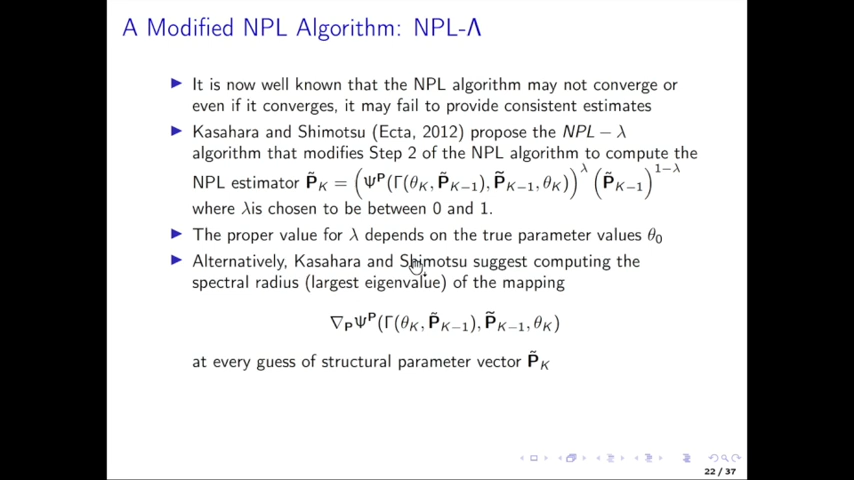 A Modified NPL Algorithm: NPL-Λ
It is now well known that the NPL algorithm may not converge or
even if it converges, it may fail to provide consistent estimates
Kasahara and Shimotsu (Ecta, 2012) propose the NPL − λ
algorithm that modifies Step 2 of the NPL algorithm to compute the
NPL estimator P̃_K = (Ψ^P(Γ(θ_K, P̃_{K−1}), P̃_{K−1}, θ_K))^λ (P̃_{K−1})^{1−λ}
where λis chosen to be between 0 and 1.
The proper value for λ depends on the true parameter values θ_0
Alternatively, Kasahara and Shimotsu suggest computing the
spectral radius (largest eigenvalue) of the mapping
∇_P Ψ^P(Γ(θ_K, P̃_{K−1}), P̃_{K−1}, θ_K)
at every guess of structural parameter vector P̃_K
22 / 37